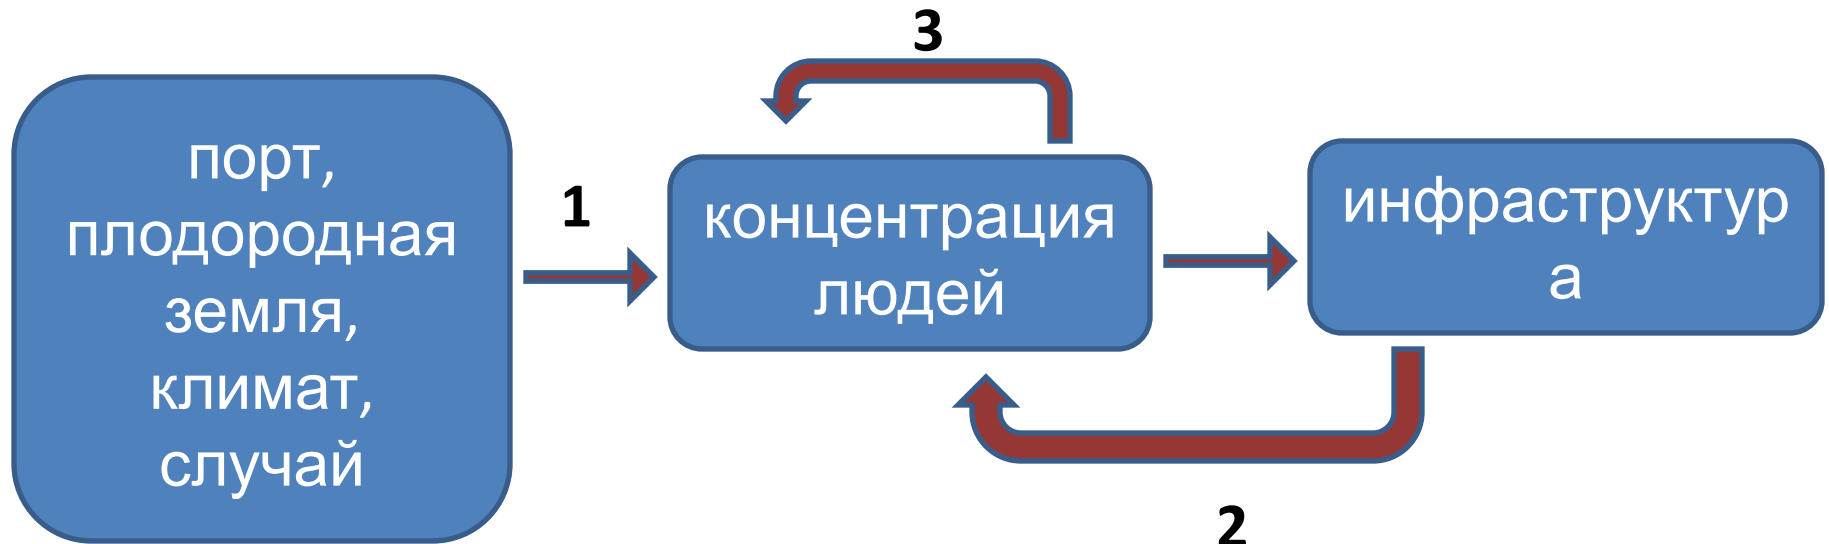 3
порт,
плодородная
земля,
климат,
случай
1
концентрация
людей
инфраструктур
а
2